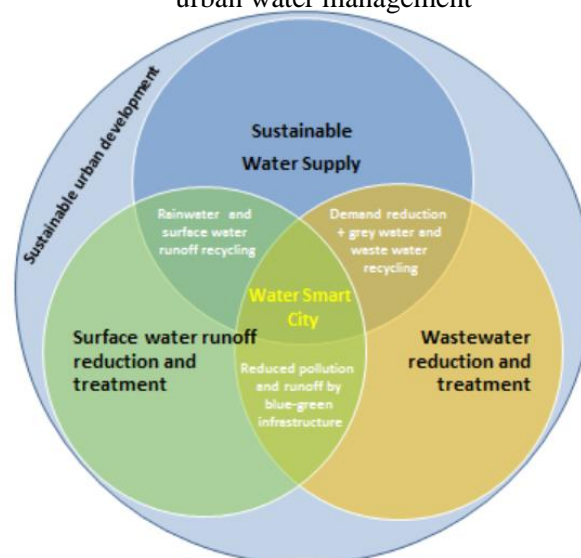 urban water management
Sustainable urban development
Sustainable
Water Supply
Rainwater and
surface water
runoff recycling
Demand reduction
+ grey water and
waste water
recycling
Water Smart
City
Surface water runoff
reduction and
treatment
Wastewater
reduction and
treatment
Reduced pollution
and runoff by
blue-green
infrastructure